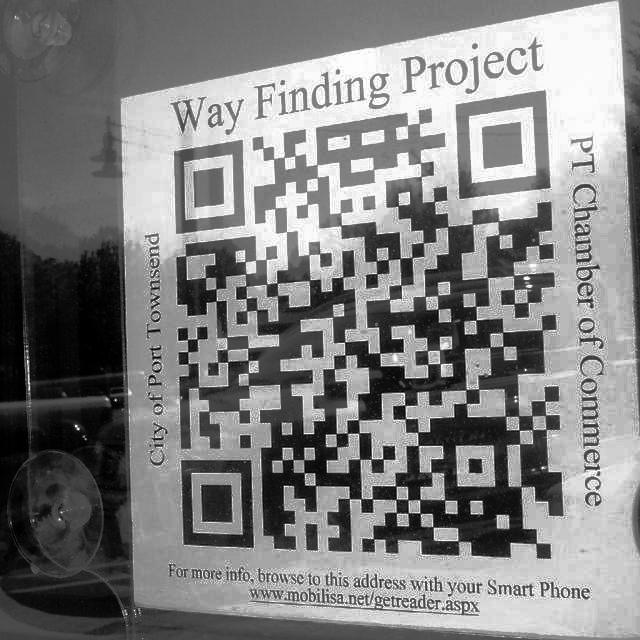 Way Finding Project
City of Port Townsend
PT Chamber of Commerce
For more info, browse to this address with your Smart Phone
www.mobilisa.net/getreader.aspx